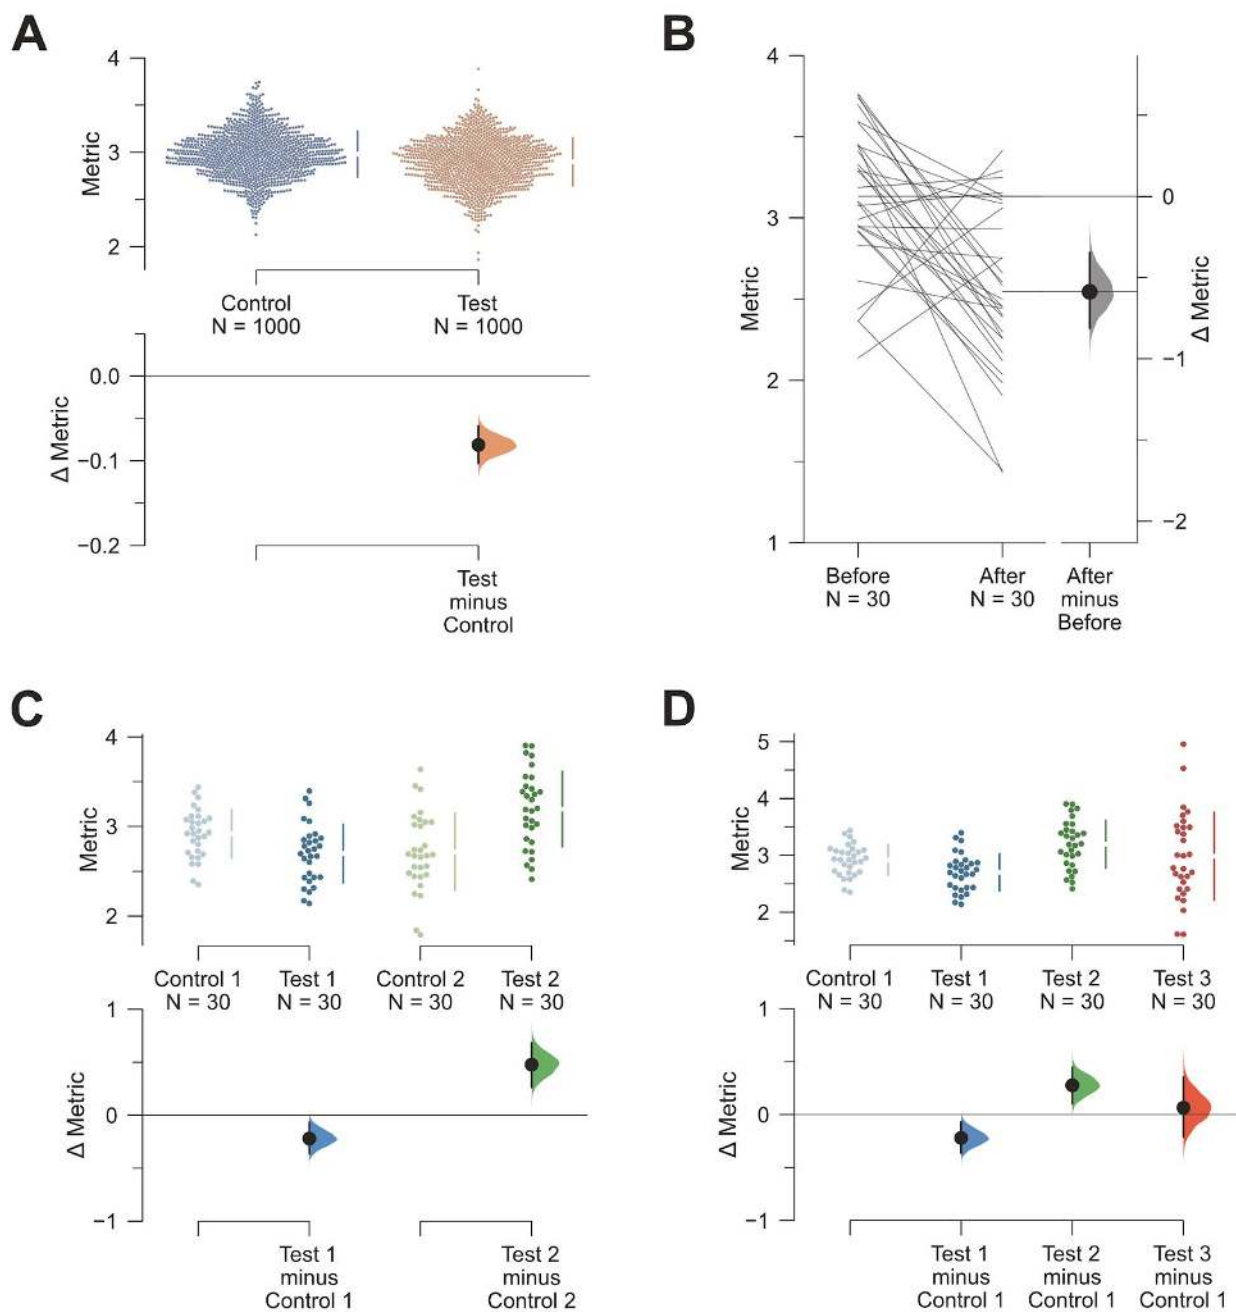 A
4
3
2
Metric
Control
N = 1000
Test
N = 1000
0.0
−0.1
−0.2
Δ Metric
Test
minus
Control
B
4
3
2
1
Metric
0
−1
−2
Δ Metric
Before
N = 30
After
N = 30
After
minus
Before
C
4
3
2
Metric
Control 1
N = 30
Test 1
N = 30
Control 2
N = 30
Test 2
N = 30
1
0
−1
Δ Metric
Test 1
minus
Control 1
Test 2
minus
Control 2
D
5
4
3
2
Metric
Control 1
N = 30
Test 1
N = 30
Test 2
N = 30
Test 3
N = 30
1
0
−1
Δ Metric
Test 1
minus
Control 1
Test 2
minus
Control 1
Test 3
minus
Control 1